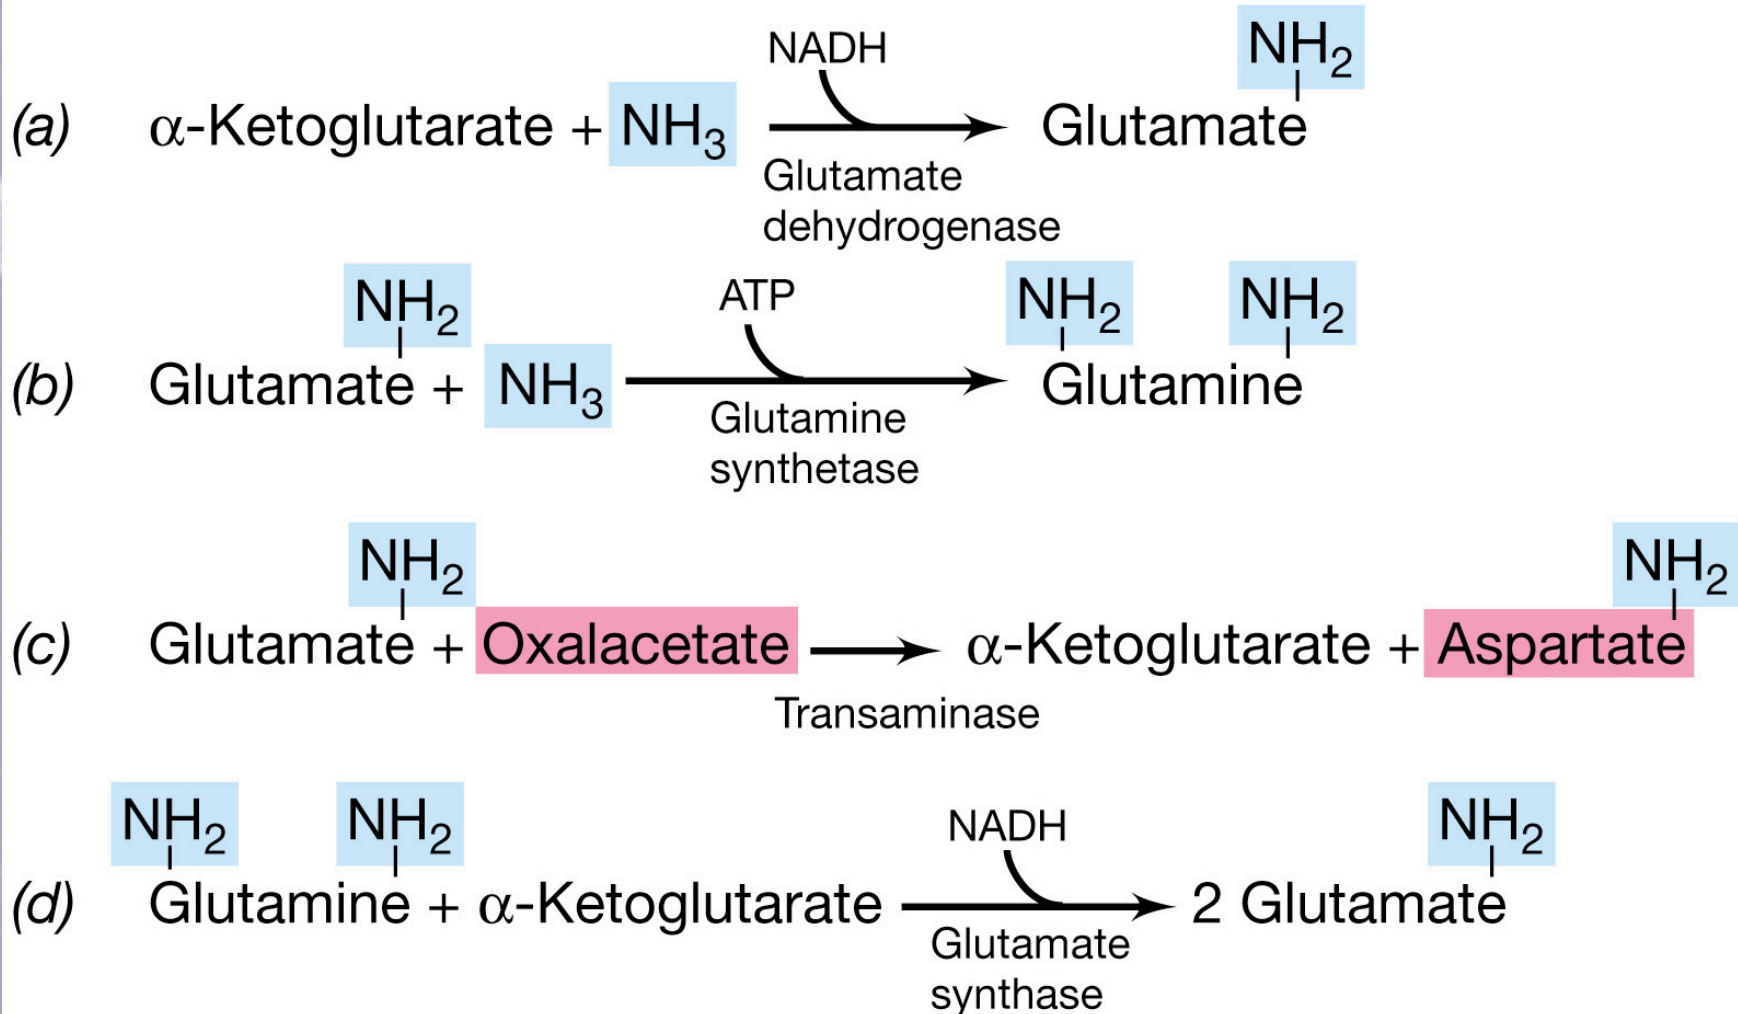 NADH NH₂
(a) α-Ketoglutarate + NH₃ Glutamate
Glutamate
dehydrogenase
NH₂ ATP NH₂ NH₂
(b) Glutamate + NH₃ Glutamine
Glutamine
synthetase
NH₂ NH₂
(c) Glutamate + Oxalacetate α-Ketoglutarate + Aspartate
Transaminase
NH₂ NH₂ NADH NH₂
(d) Glutamine + α-Ketoglutarate 2 Glutamate
Glutamate
synthase